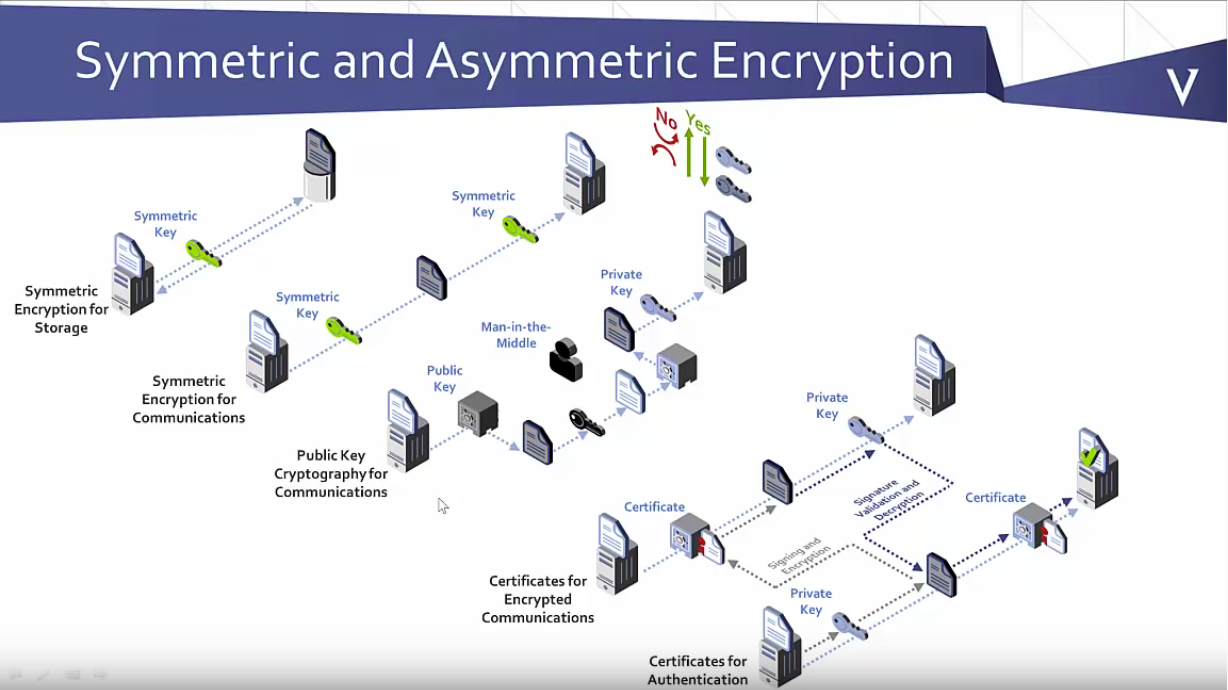 Symmetric and Asymmetric Encryption
V
No
Yes
Symmetric
Key
Symmetric
Encryption for
Storage
Symmetric
Key
Symmetric
Key
Symmetric
Encryption for
Communications
Public
Key
Man-in-the-
Middle
Private
Key
Public Key
Cryptography for
Communications
Certificate
Private
Key
Signature
Validation and
Decryption
Signing and
Encryption
Certificates for
Encrypted
Communications
Certificate
Private
Key
Certificates for
Authentication